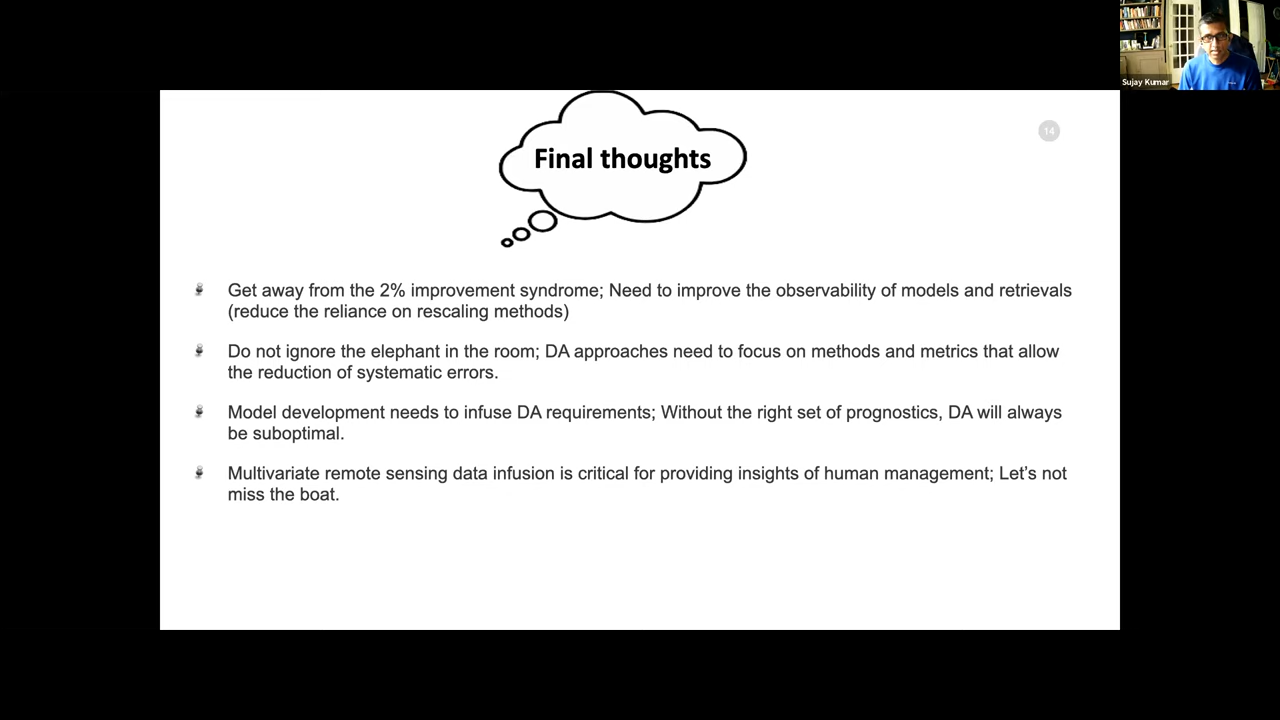 Sujay Kumar
14
Final thoughts
Get away from the 2% improvement syndrome; Need to improve the observability of models and retrievals
(reduce the reliance on rescaling methods)
Do not ignore the elephant in the room; DA approaches need to focus on methods and metrics that allow
the reduction of systematic errors.
Model development needs to infuse DA requirements; Without the right set of prognostics, DA will always
be suboptimal.
Multivariate remote sensing data infusion is critical for providing insights of human management; Let’s not
miss the boat.